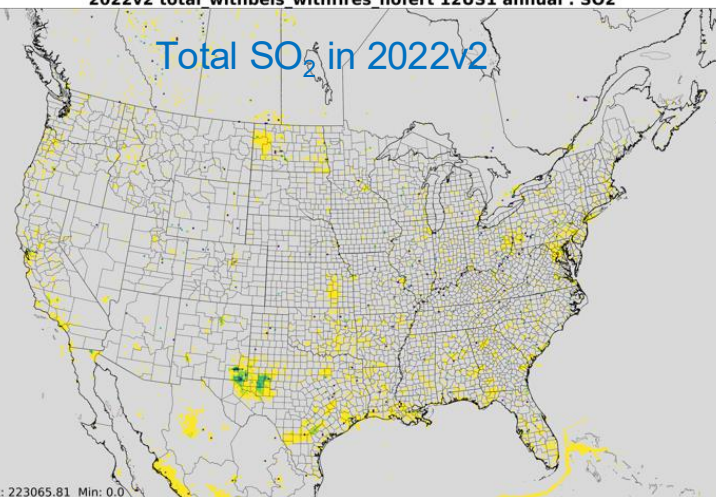 2022v2 total_withbeis_withfires_nofert 12US1 annual : SO2
Total SO₂ in 2022v2
: 223065.81 Min: 0.0